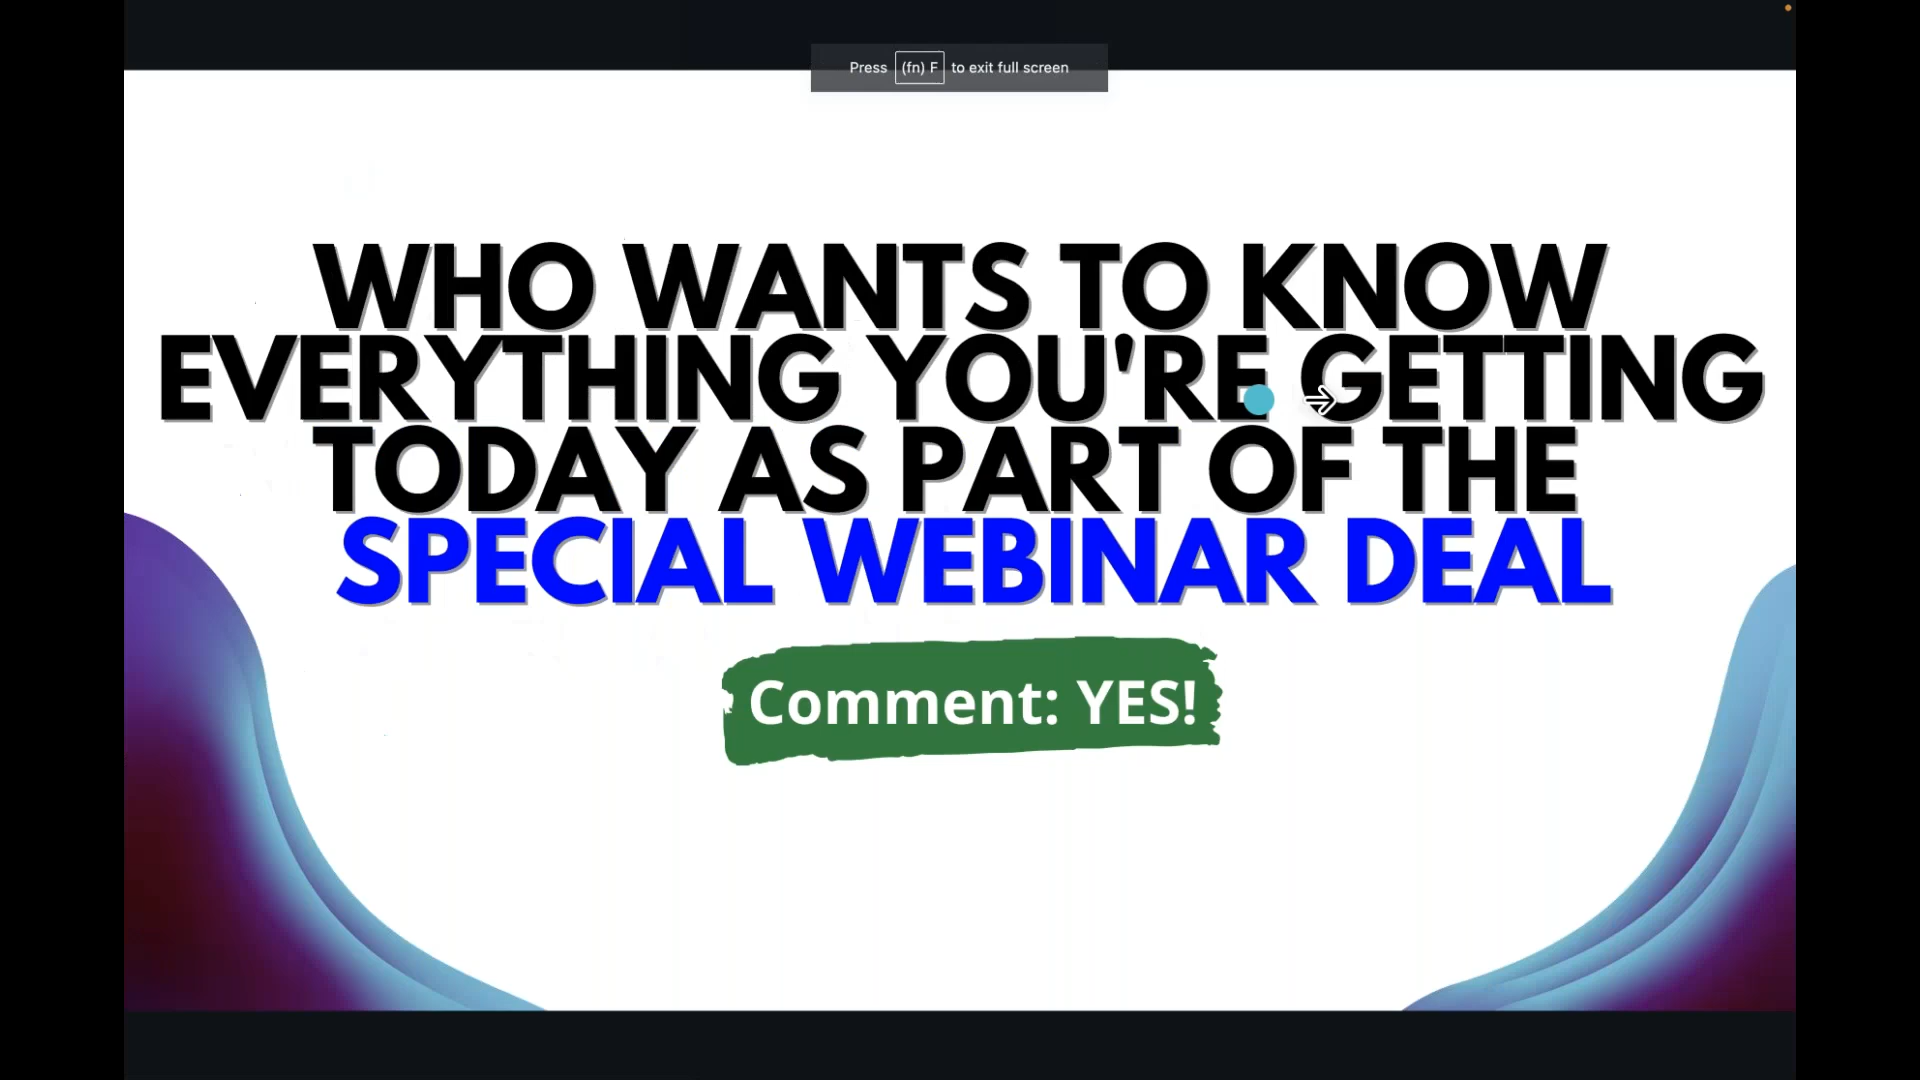 Press (fn) F to exit full screen
WHO WANTS TO KNOW
EVERYTHING YOU'RE GETTING
TODAY AS PART OF THE
SPECIAL WEBINAR DEAL
Comment: YES!